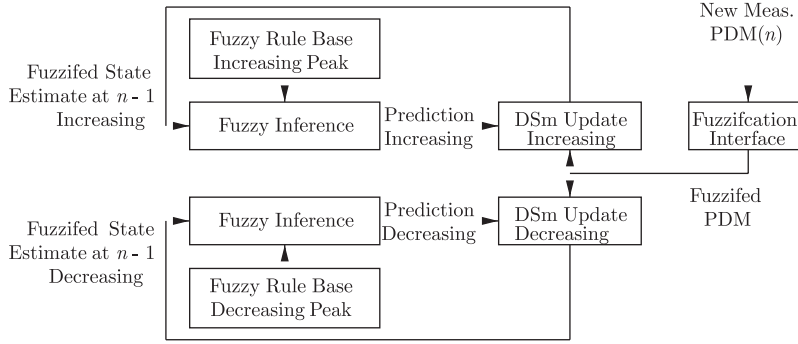 New Meas.
PDM(n)
Fuzzy Rule Base
Increasing Peak
Fuzzifed State
Estimate at n - 1
Increasing
Fuzzy Inference
Prediction
Increasing
DSm Update
Increasing
Fuzzifcation
Interface
Fuzzifed
PDM
Fuzzifed State
Estimate at n - 1
Decreasing
Fuzzy Inference
Prediction
Decreasing
DSm Update
Decreasing
Fuzzy Rule Base
Decreasing Peak